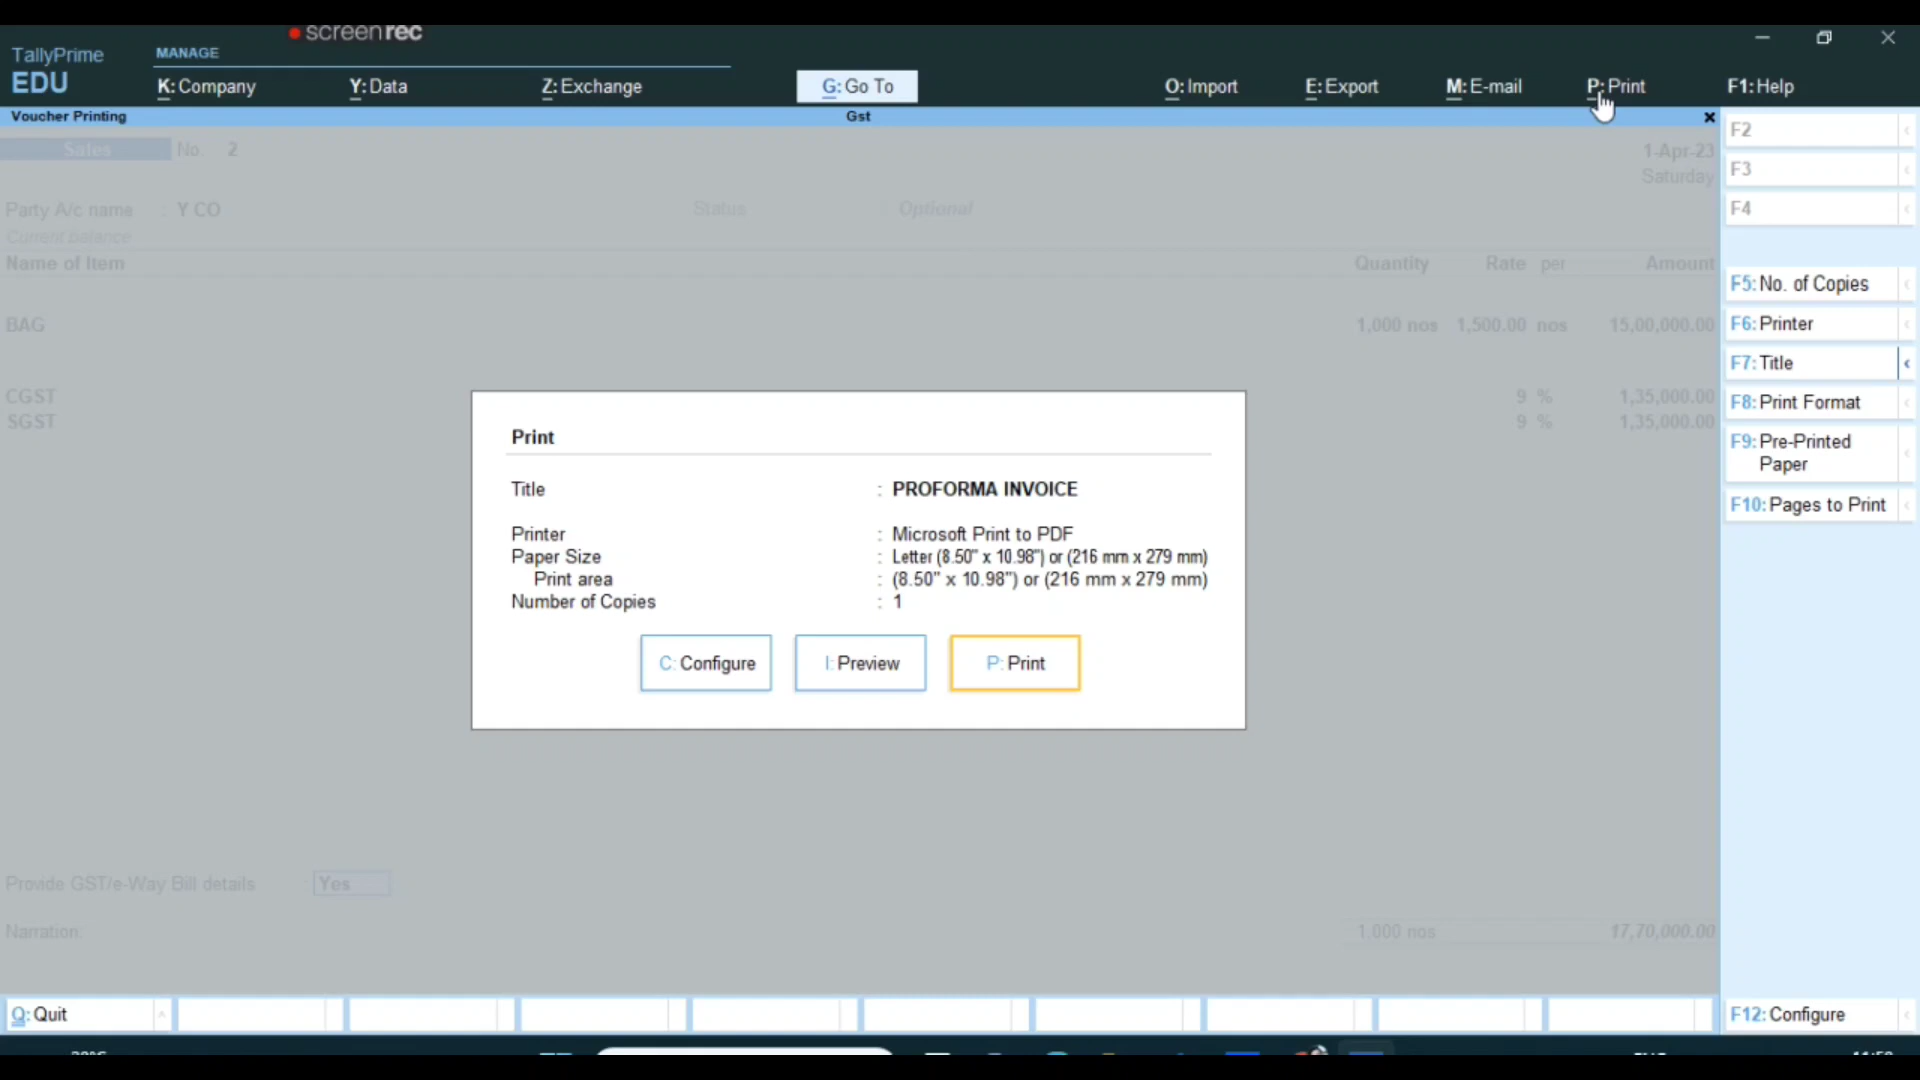 screenrec
TallyPrime
EDU
MANAGE
K: Company Y: Data Z: Exchange G: Go To O: Import E: Export M: E-mail P: Print F1: Help
Voucher Printing Gst
Sales No. 2 1-Apr-23
Saturday
Party A/c name : Y CO Status : Optional
Current balance
Name of Item Quantity Rate per Amount
BAG 1,000 nos 1,500.00 nos 15,00,000.00
CGST 9 % 1,35,000.00
SGST 9 % 1,35,000.00
Print
Title : PROFORMA INVOICE
Printer : Microsoft Print to PDF
Paper Size : Letter (8.50" x 10.98") or (216 mm x 279 mm)
Print area : (8.50" x 10.98") or (216 mm x 279 mm)
Number of Copies : 1
C: Configure I: Preview P: Print
Provide GST/e-Way Bill details : Yes
Narration: 1,000 nos 17,70,000.00
F2
F3
F4
F5: No. of Copies
F6: Printer
F7: Title
F8: Print Format
F9: Pre-Printed
Paper
F10: Pages to Print
Q: Quit F12: Configure